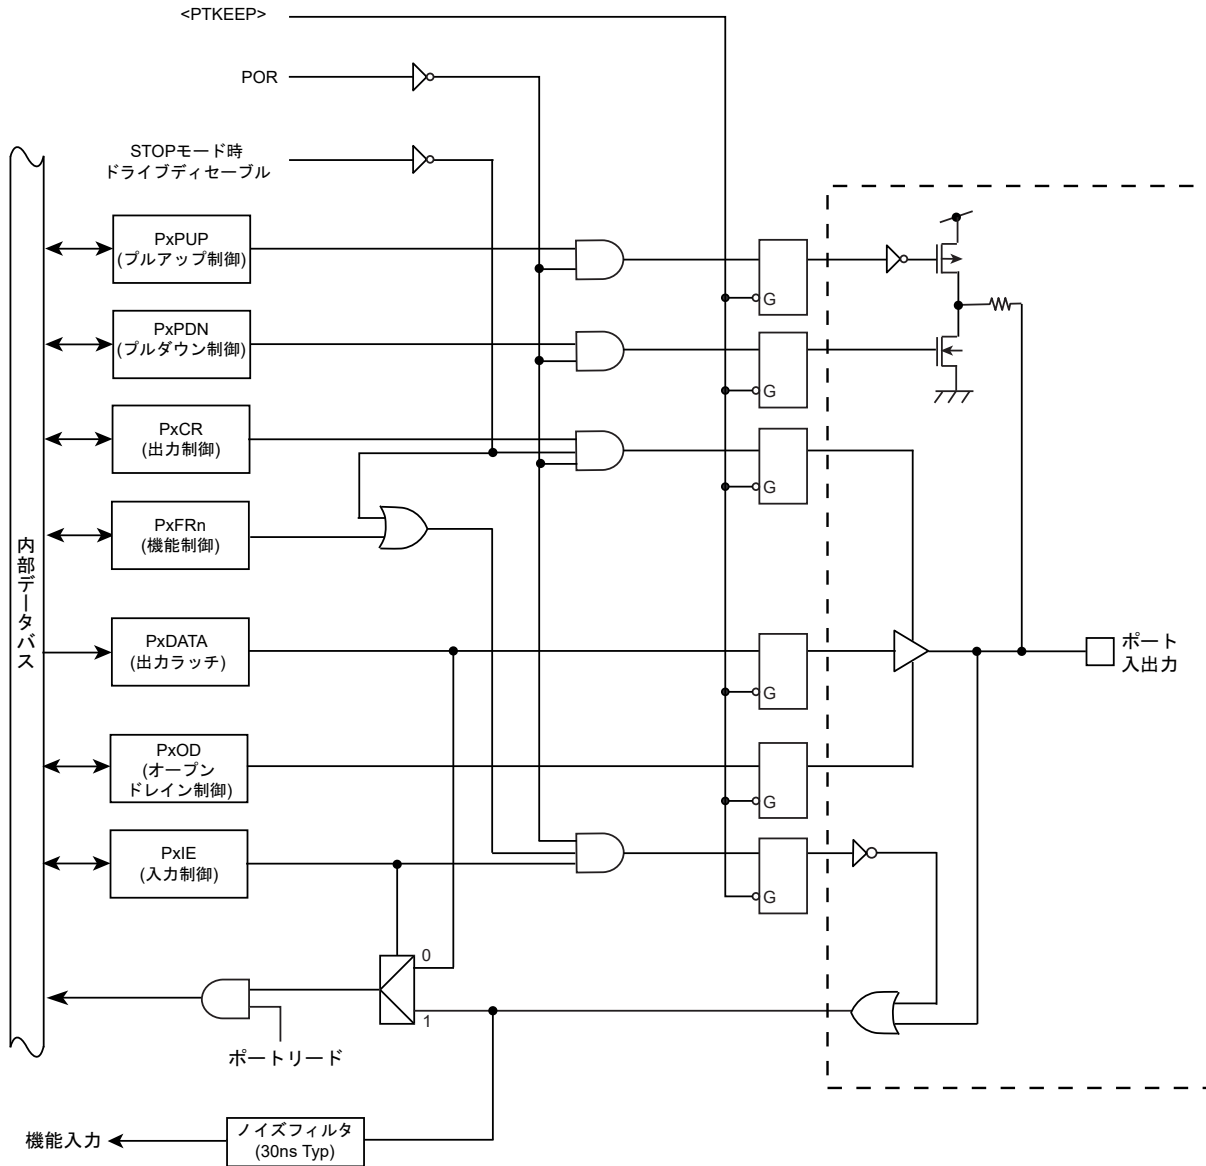 <PTKEEP>
POR
STOPモード時
ドライブディセーブル
PxPUP
(プルアップ制御)
G
PxPDN
(プルダウン制御)
G
PxCR
(出力制御)
G
PxFRn
(機能制御)
内部データバス
PxDATA
(出力ラッチ)
G
ポート
入出力
PxOD
(オープン
ドレイン制御)
G
PxIE
(入力制御)
G
0
1
ポートリード
機能入力
ノイズフィルタ
(30ns Typ)